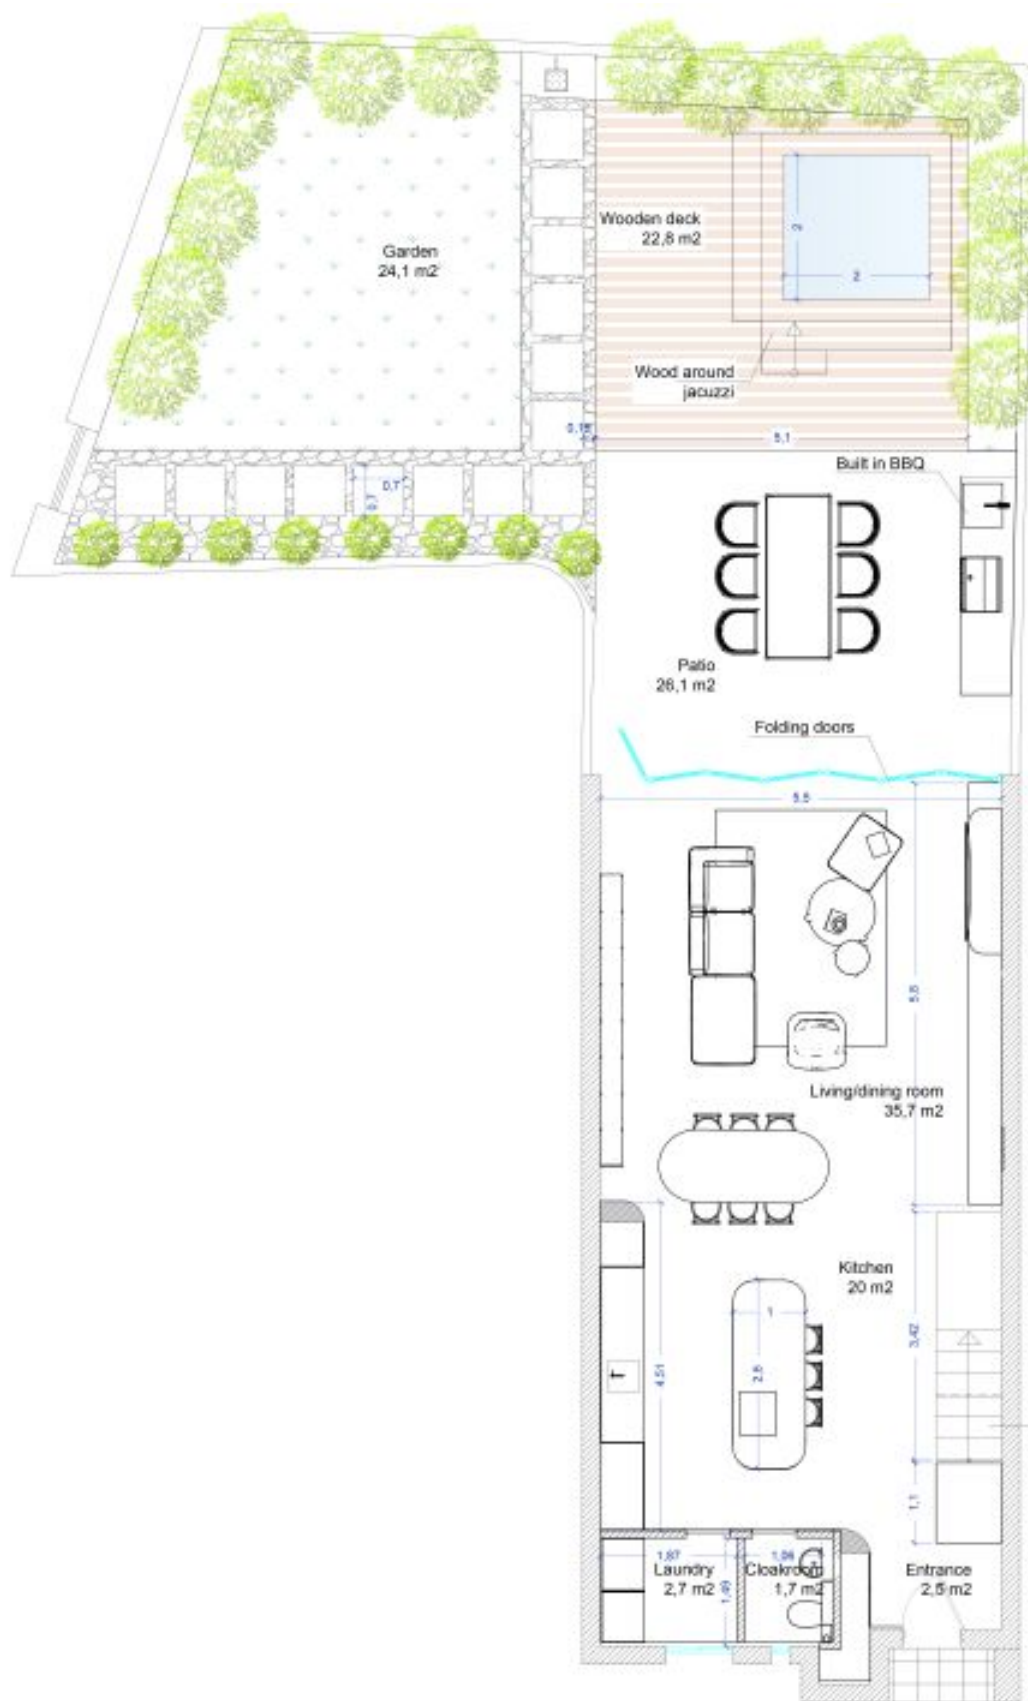 Wooden deck
22,8 m2
2
2
Garden
24,1 m2
Wood around
jacuzzi
5,1
Built in BBQ
0,7
0,7
Patio
26,1 m2
Folding doors
5,5
5,8
Living/dining room
35,7 m2
Kitchen
20 m2
1
3,42
2,6
4,51
1,1
1,87
1,06
Laundry
2,7 m2
Cloakroom
1,7 m2
Entrance
2,5 m2
1,49